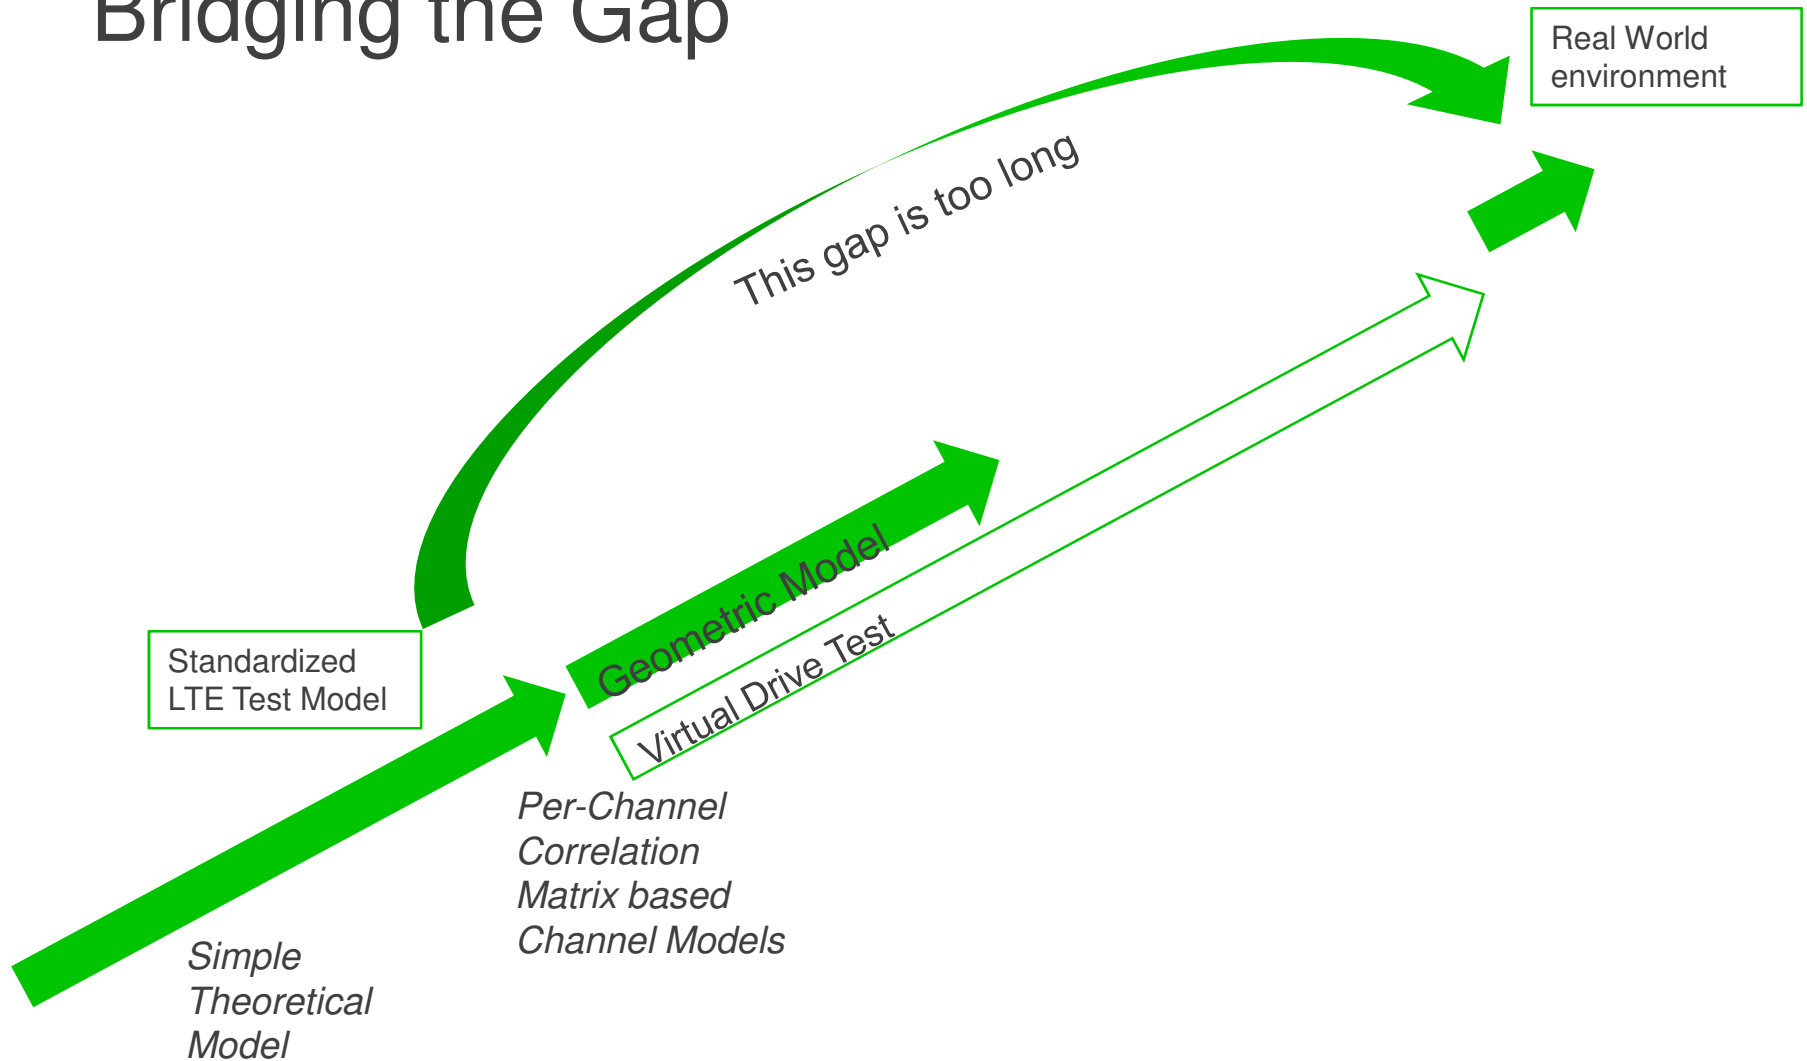 Bridging the Gap
Real World
environment
This gap is too long
Geometric Model
Virtual Drive Test
Standardized
LTE Test Model
Per-Channel
Correlation
Matrix based
Channel Models
Simple
Theoretical
Model